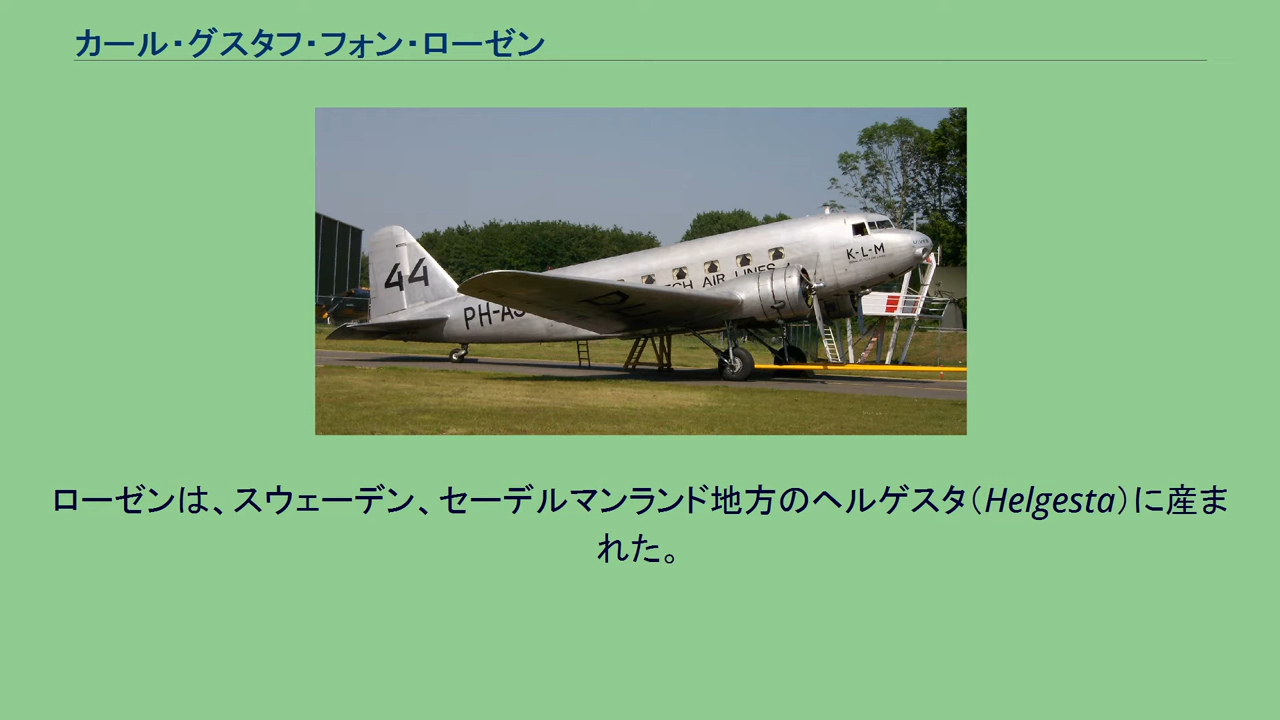 カール・グスタフ・フォン・ローゼン
44
K-L-M
AIR LINES
PH-
ローゼンは、スウェーデン、セーデルマンランド地方のヘルゲスタ（Helgesta）に産ま
れた。